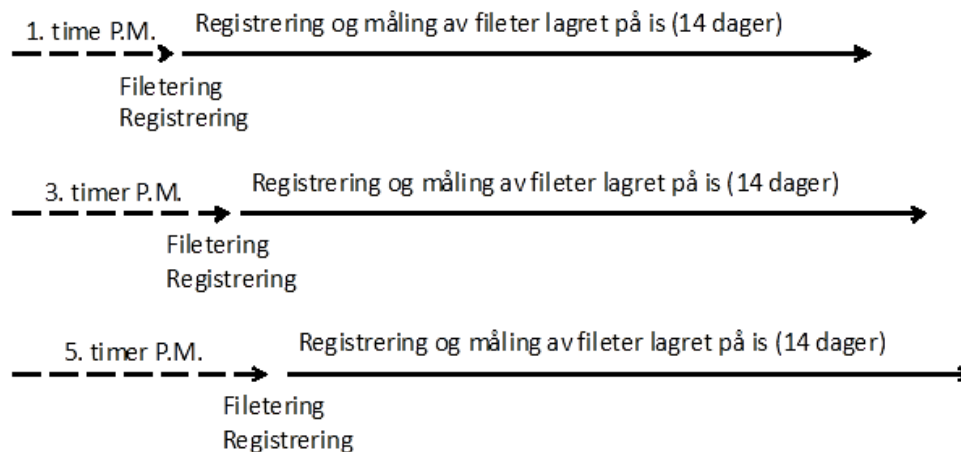 1. time P.M.
Registrering og måling av fileter lagret på is (14 dager)
Filetering
Registrering
3. timer P.M.
Registrering og måling av fileter lagret på is (14 dager)
Filetering
Registrering
5. timer P.M.
Registrering og måling av fileter lagret på is (14 dager)
Filetering
Registrering